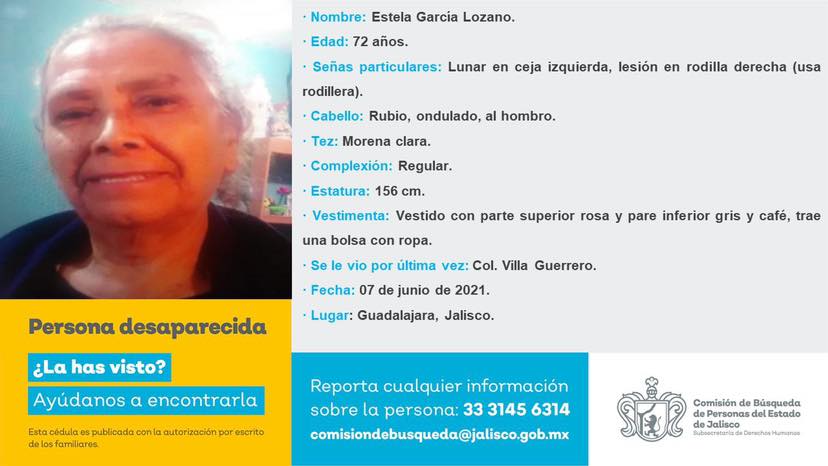 · Nombre: Estela García Lozano.
· Edad: 72 años.
· Señas particulares: Lunar en ceja izquierda, lesión en rodilla derecha (usa
rodillera).
· Cabello: Rubio, ondulado, al hombro.
· Tez: Morena clara.
· Complexión: Regular.
· Estatura: 156 cm.
· Vestimenta: Vestido con parte superior rosa y pare inferior gris y café, trae
una bolsa con ropa.
· Se le vio por última vez: Col. Villa Guerrero.
· Fecha: 07 de junio de 2021.
· Lugar: Guadalajara, Jalisco.
Persona desaparecida
¿La has visto?
Ayúdanos a encontrarla
Esta cédula es publicada con la autorización por escrito
de los familiares.
Reporta cualquier información
sobre la persona: 33 3145 6314
comisiondebusqueda@jalisco.gob.mx
Comisión de Búsqueda
de Personas del Estado
de Jalisco
Subsecretaría de Derechos Humanos